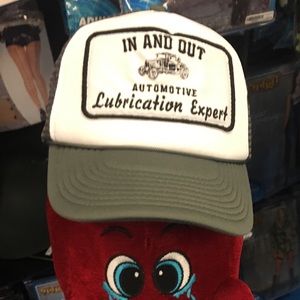 IN AND OUT
AUTOMOTIVE
Lubrication Expert